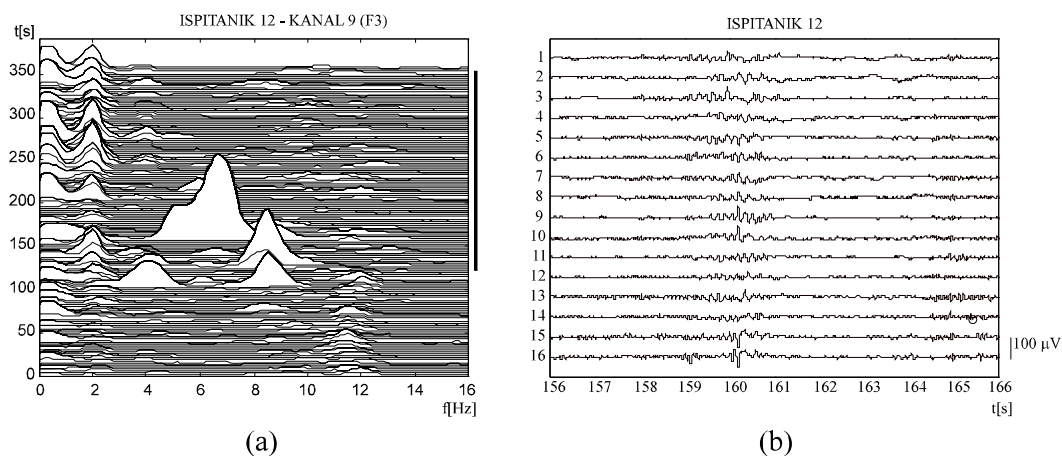 ISPITANIK 12 - KANAL 9 (F3)
t[s]
350
300
250
200
150
100
50
0
0 2 4 6 8 10 12 14 16
f[Hz]
(a)
ISPITANIK 12
1
2
3
4
5
6
7
8
9
10
11
12
13
14
15
16
100 µV
156 157 158 159 160 161 162 163 164 165 166
t[s]
(b)